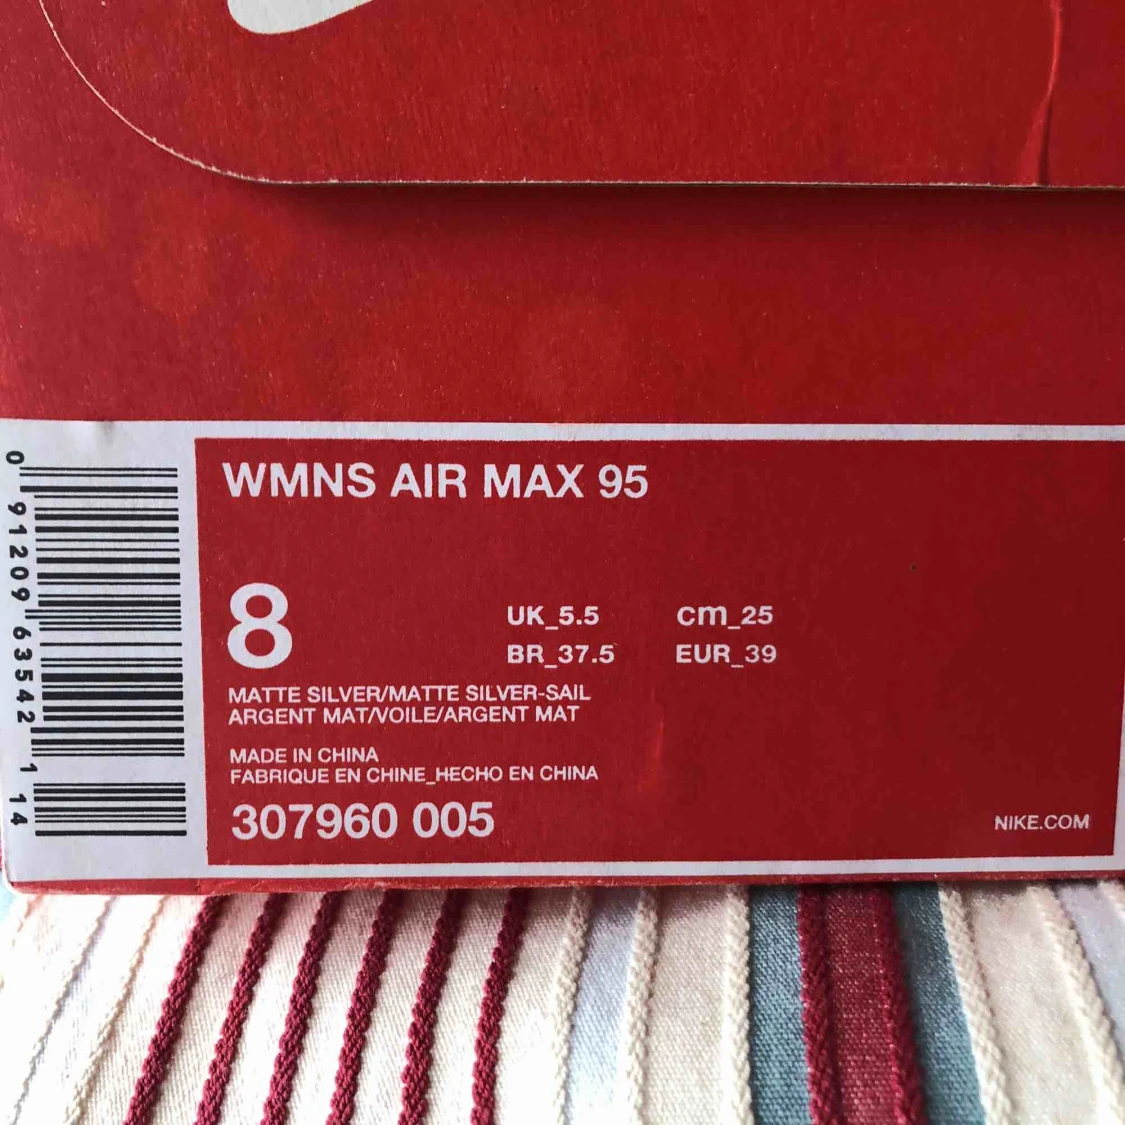 WMNS AIR MAX 95
8
UK_5.5 cm_25
BR_37.5 EUR_39
MATTE SILVER/MATTE SILVER-SAIL
ARGENT MAT/VOILE/ARGENT MAT
MADE IN CHINA
FABRIQUE EN CHINE_HECHO EN CHINA
307960 005
NIKE.COM
0 91209 63542 1 14